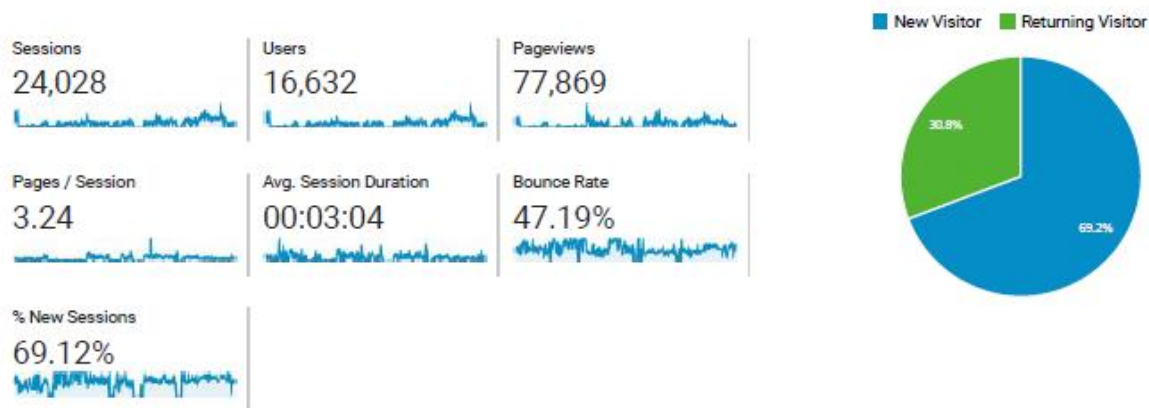 New Visitor
Returning Visitor
Sessions
24,028
Users
16,632
Pageviews
77,869
Pages / Session
3.24
Avg. Session Duration
00:03:04
Bounce Rate
47.19%
% New Sessions
69.12%
30.8%
69.2%